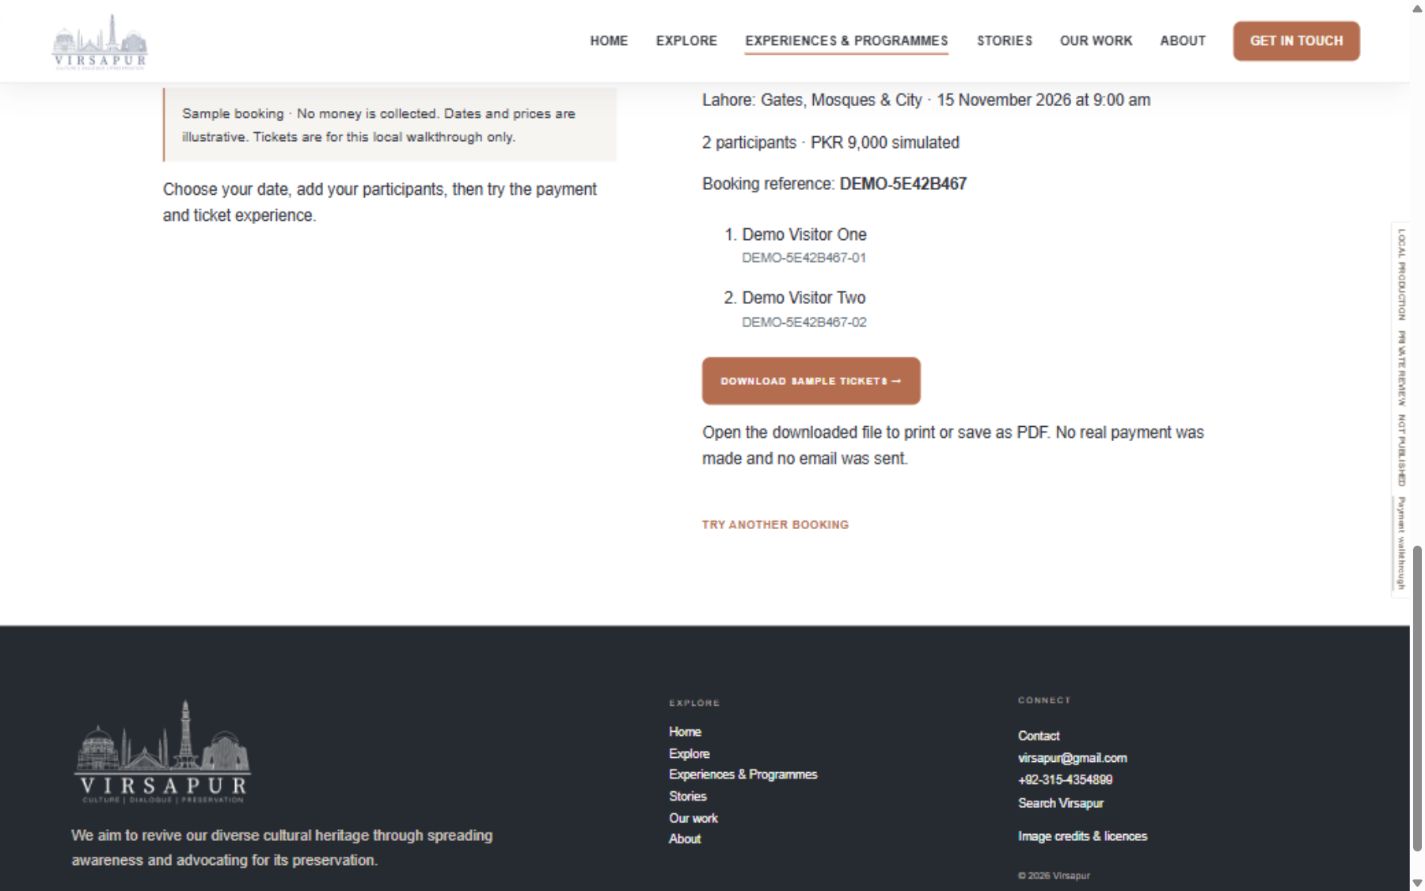 VIRSAPUR
CULTURE | DIALOGUE | PRESERVATION
HOME
EXPLORE
EXPERIENCES & PROGRAMMES
STORIES
OUR WORK
ABOUT
GET IN TOUCH
Sample booking · No money is collected. Dates and prices are
illustrative. Tickets are for this local walkthrough only.
Choose your date, add your participants, then try the payment
and ticket experience.
Lahore: Gates, Mosques & City · 15 November 2026 at 9:00 am
2 participants · PKR 9,000 simulated
Booking reference: DEMO-5E42B467
1. Demo Visitor One
DEMO-5E42B467-01
2. Demo Visitor Two
DEMO-5E42B467-02
DOWNLOAD SAMPLE TICKETS →
Open the downloaded file to print or save as PDF. No real payment was
made and no email was sent.
TRY ANOTHER BOOKING
LOCAL PRODUCTION PRIVATE REVIEW NOT PUBLISHED Payment walkthrough
VIRSAPUR
CULTURE | DIALOGUE | PRESERVATION
We aim to revive our diverse cultural heritage through spreading
awareness and advocating for its preservation.
EXPLORE
Home
Explore
Experiences & Programmes
Stories
Our work
About
CONNECT
Contact
virsapur@gmail.com
+92-315-4354899
Search Virsapur
Image credits & licences
© 2026 Virsapur